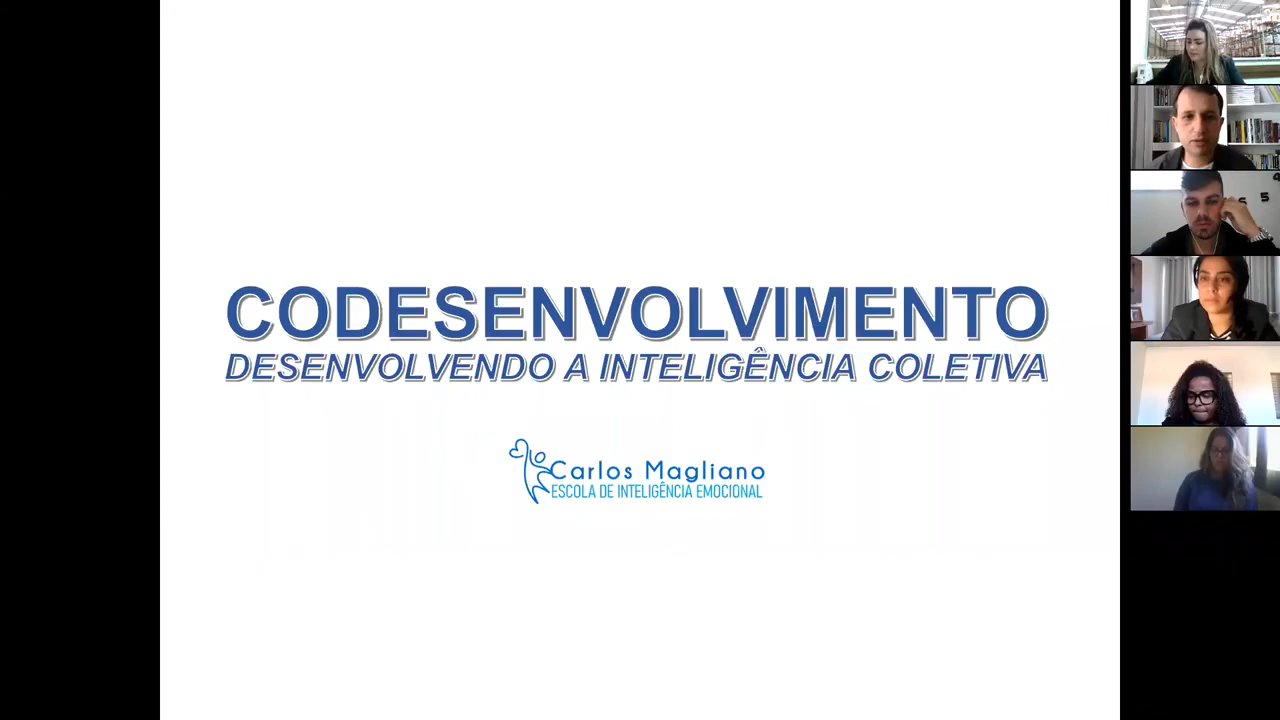 CODESENVOLVIMENTO
DESENVOLVENDO A INTELIGÊNCIA COLETIVA
Carlos Magliano
ESCOLA DE INTELIGÊNCIA EMOCIONAL